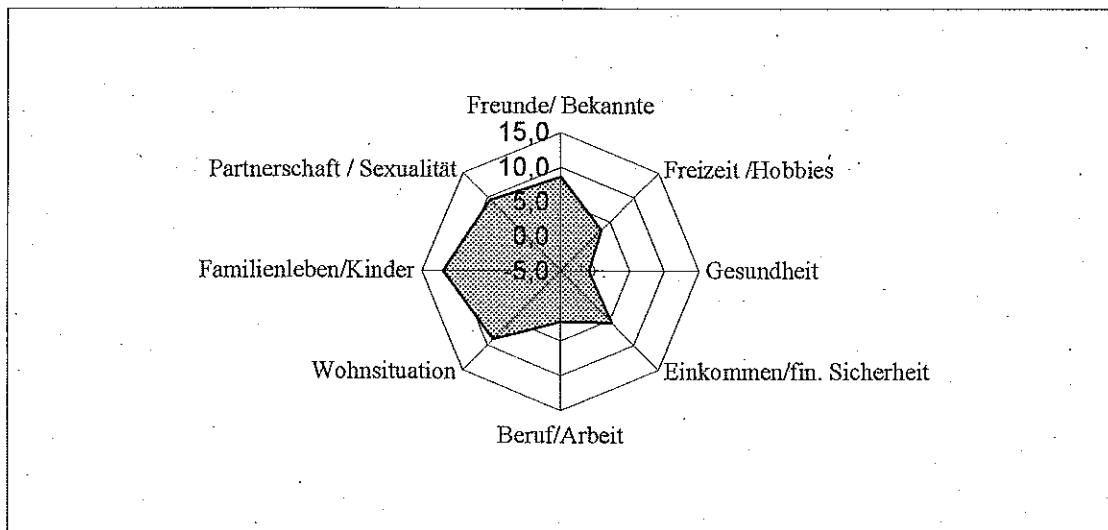 Freunde/ Bekannte
15,0
Partnerschaft / Sexualität
10,0
Freizeit /Hobbies
5,0
0,0
Familienleben/Kinder
-5,0
Gesundheit
Wohnsituation
Einkommen/fin. Sicherheit
Beruf/Arbeit